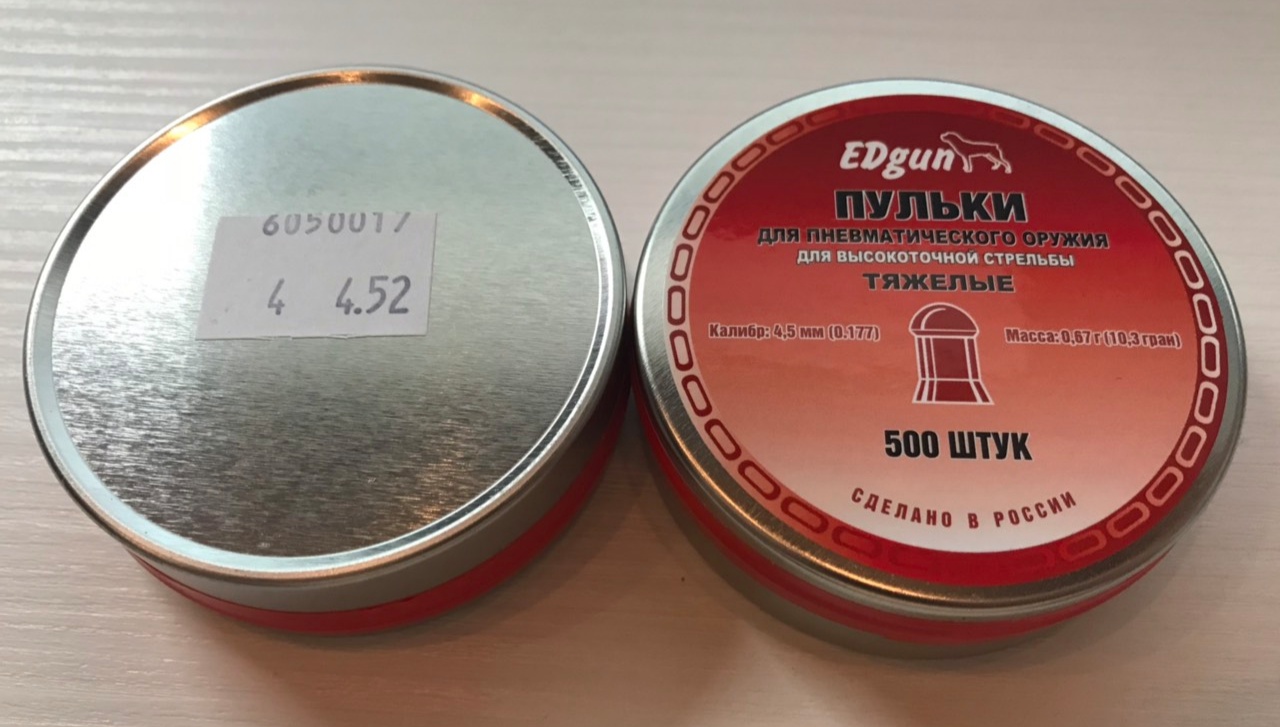 6050017
4 4.52
EDgun
ПУЛЬКИ
ДЛЯ ПНЕВМАТИЧЕСКОГО ОРУЖИЯ
ДЛЯ ВЫСОКОТОЧНОЙ СТРЕЛЬБЫ
ТЯЖЕЛЫЕ
Калибр: 4,5 мм (0.177)
Масса: 0,67 г (10,3 гран)
500 ШТУК
СДЕЛАНО В РОССИИ